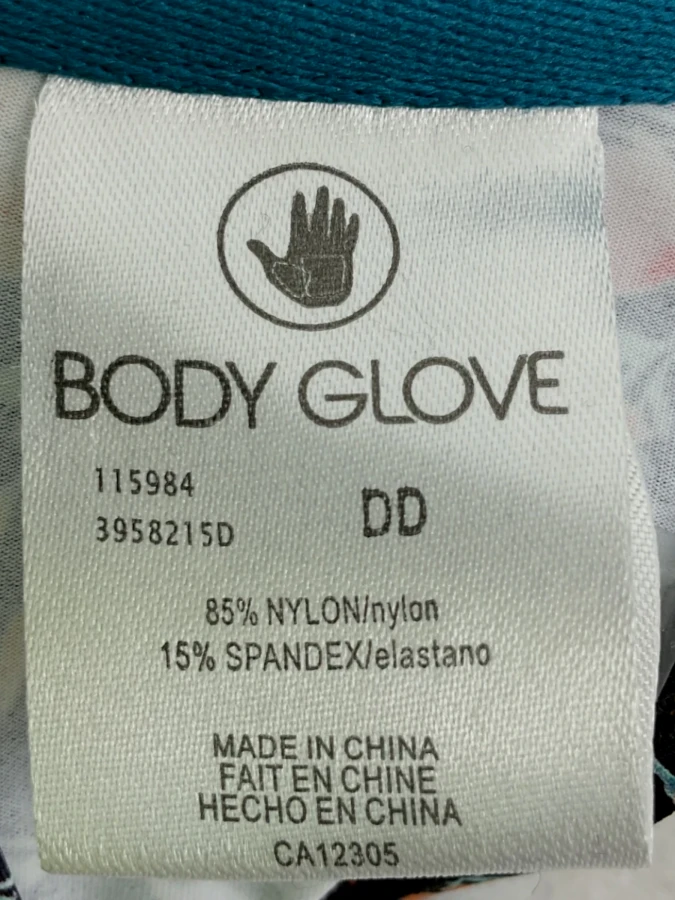 BODY GLOVE
115984
3958215D
DD
85% NYLON/nylon
15% SPANDEX/elastano
MADE IN CHINA
FAIT EN CHINE
HECHO EN CHINA
CA12305